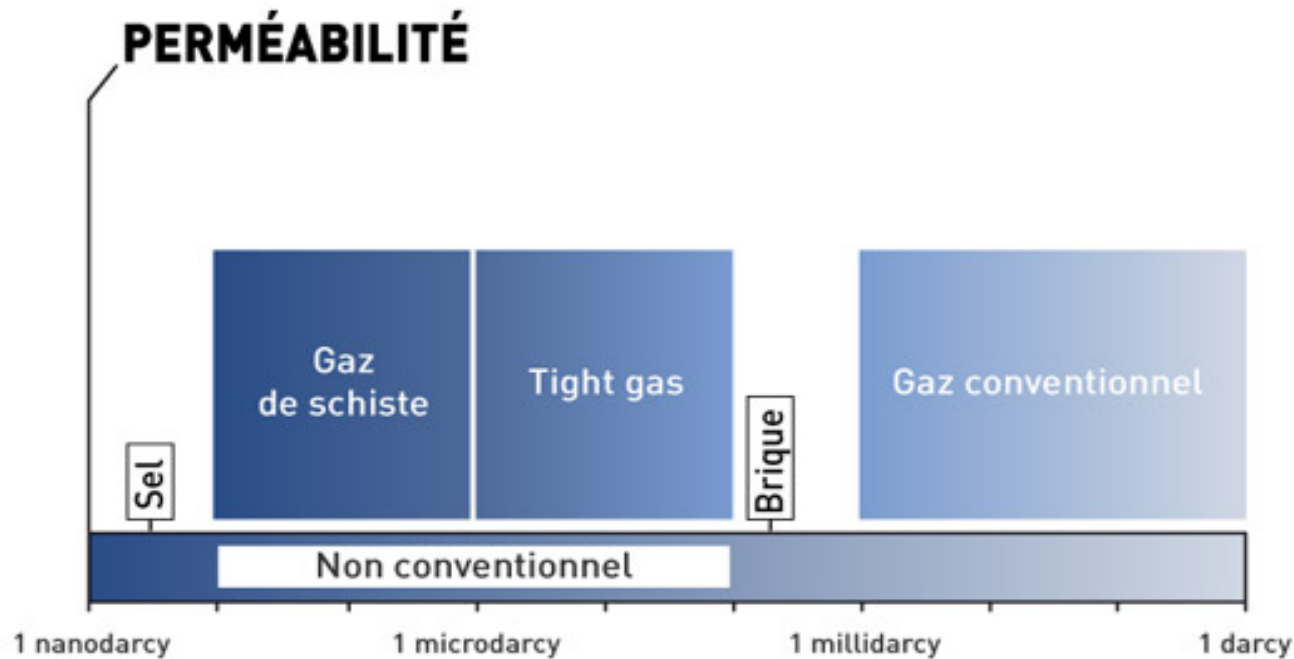 PERMÉABILITÉ
Gaz
de schiste
Tight gas
Gaz conventionnel
Sel
Brique
Non conventionnel
1 nanodarcy
1 microdarcy
1 millidarcy
1 darcy